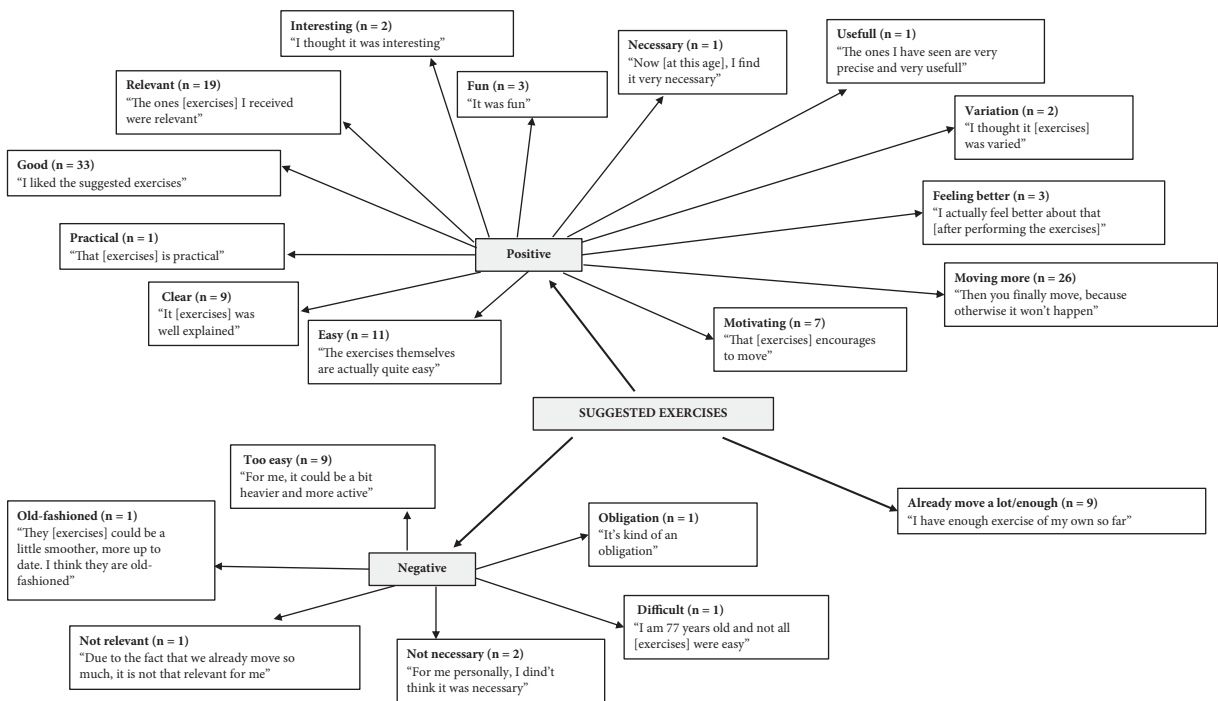 Interesting (n = 2)
“I thought it was interesting”
Necessary (n = 1)
“Now [at this age], I find
it very necessary”
Usefull (n = 1)
“The ones I have seen are very
precise and very usefull”
Relevant (n = 19)
“The ones [exercises] I received
were relevant”
Fun (n = 3)
“It was fun”
Variation (n = 2)
“I thought it [exercises]
was varied”
Good (n = 33)
“I liked the suggested exercises”
Feeling better (n = 3)
“I actually feel better about that
[after performing the exercises]”
Practical (n = 1)
“That [exercises] is practical”
Positive
Moving more (n = 26)
“Then you finally move, because
otherwise it won’t happen”
Clear (n = 9)
“It [exercises] was
well explained”
Easy (n = 11)
“The exercises themselves
are actually quite easy”
Motivating (n = 7)
“That [exercises] encourages
to move”
SUGGESTED EXERCISES
Too easy (n = 9)
“For me, it could be a bit
heavier and more active”
Already move a lot/enough (n = 9)
“I have enough exercise of my own so far”
Old-fashioned (n = 1)
“They [exercises] could be a
little smoother, more up to
date. I think they are old-
fashioned”
Obligation (n = 1)
“It’s kind of an
obligation”
Negative
Difficult (n = 1)
“I am 77 years old and not all
[exercises] were easy”
Not relevant (n = 1)
“Due to the fact that we already move so
much, it is not that relevant for me”
Not necessary (n = 2)
“For me personally, I dind’t
think it was necessary”